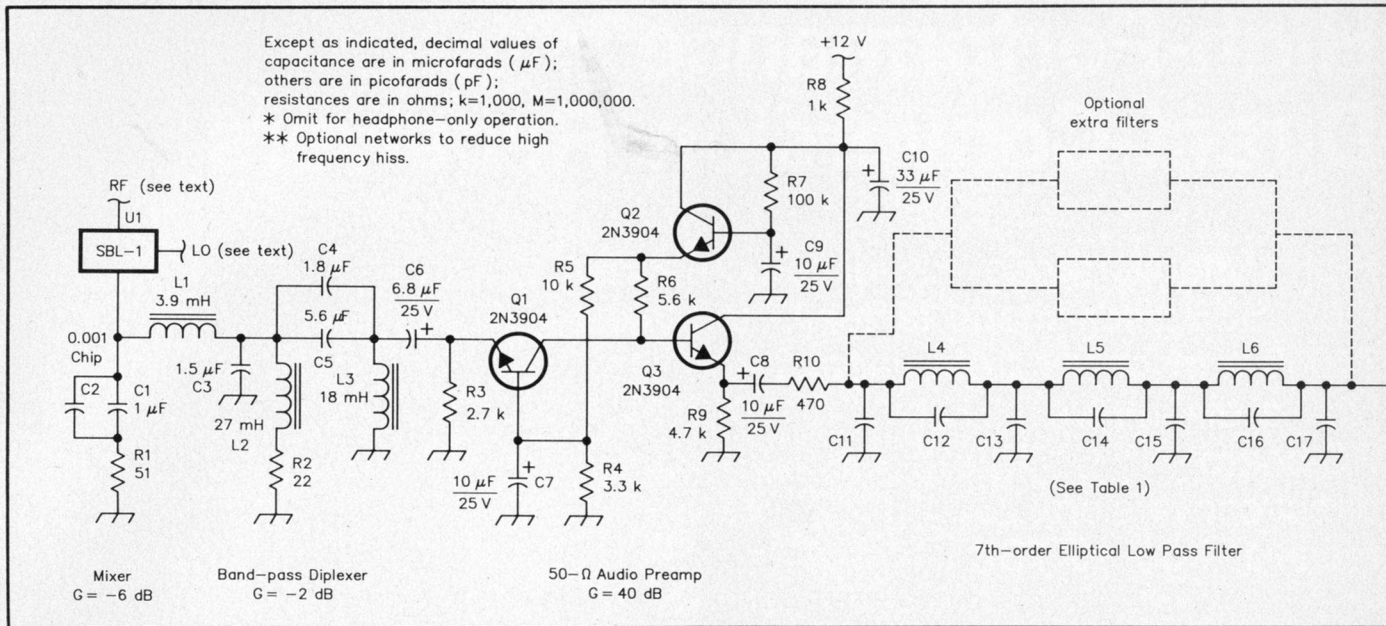 Except as indicated, decimal values of
capacitance are in microfarads ( μF );
others are in picofarads ( pF );
resistances are in ohms; k=1,000, M=1,000,000.
* Omit for headphone-only operation.
** Optional networks to reduce high
frequency hiss.
+12 V
R8
1 k
Optional
extra filters
RF (see text)
U1
SBL-1
LO (see text)
C10
33 μF
25 V
R7
100 k
Q2
2N3904
C9
10 μF
25 V
C4
1.8 μF
L1
3.9 mH
C6
6.8 μF
25 V
5.6 μF
C5
Q1
2N3904
R5
10 k
R6
5.6 k
0.001
Chip
C2
C1
1 μF
1.5 μF
C3
L3
18 mH
27 mH
L2
R3
2.7 k
Q3
2N3904
C8
10 μF
25 V
R10
470
R9
4.7 k
L4
L5
L6
C11
C12
C13
C14
C15
C16
C17
R1
51
R2
22
10 μF
25 V
C7
R4
3.3 k
(See Table 1)
7th-order Elliptical Low Pass Filter
Mixer
G = -6 dB
Band-pass Diplexer
G = -2 dB
50-Ω Audio Preamp
G = 40 dB